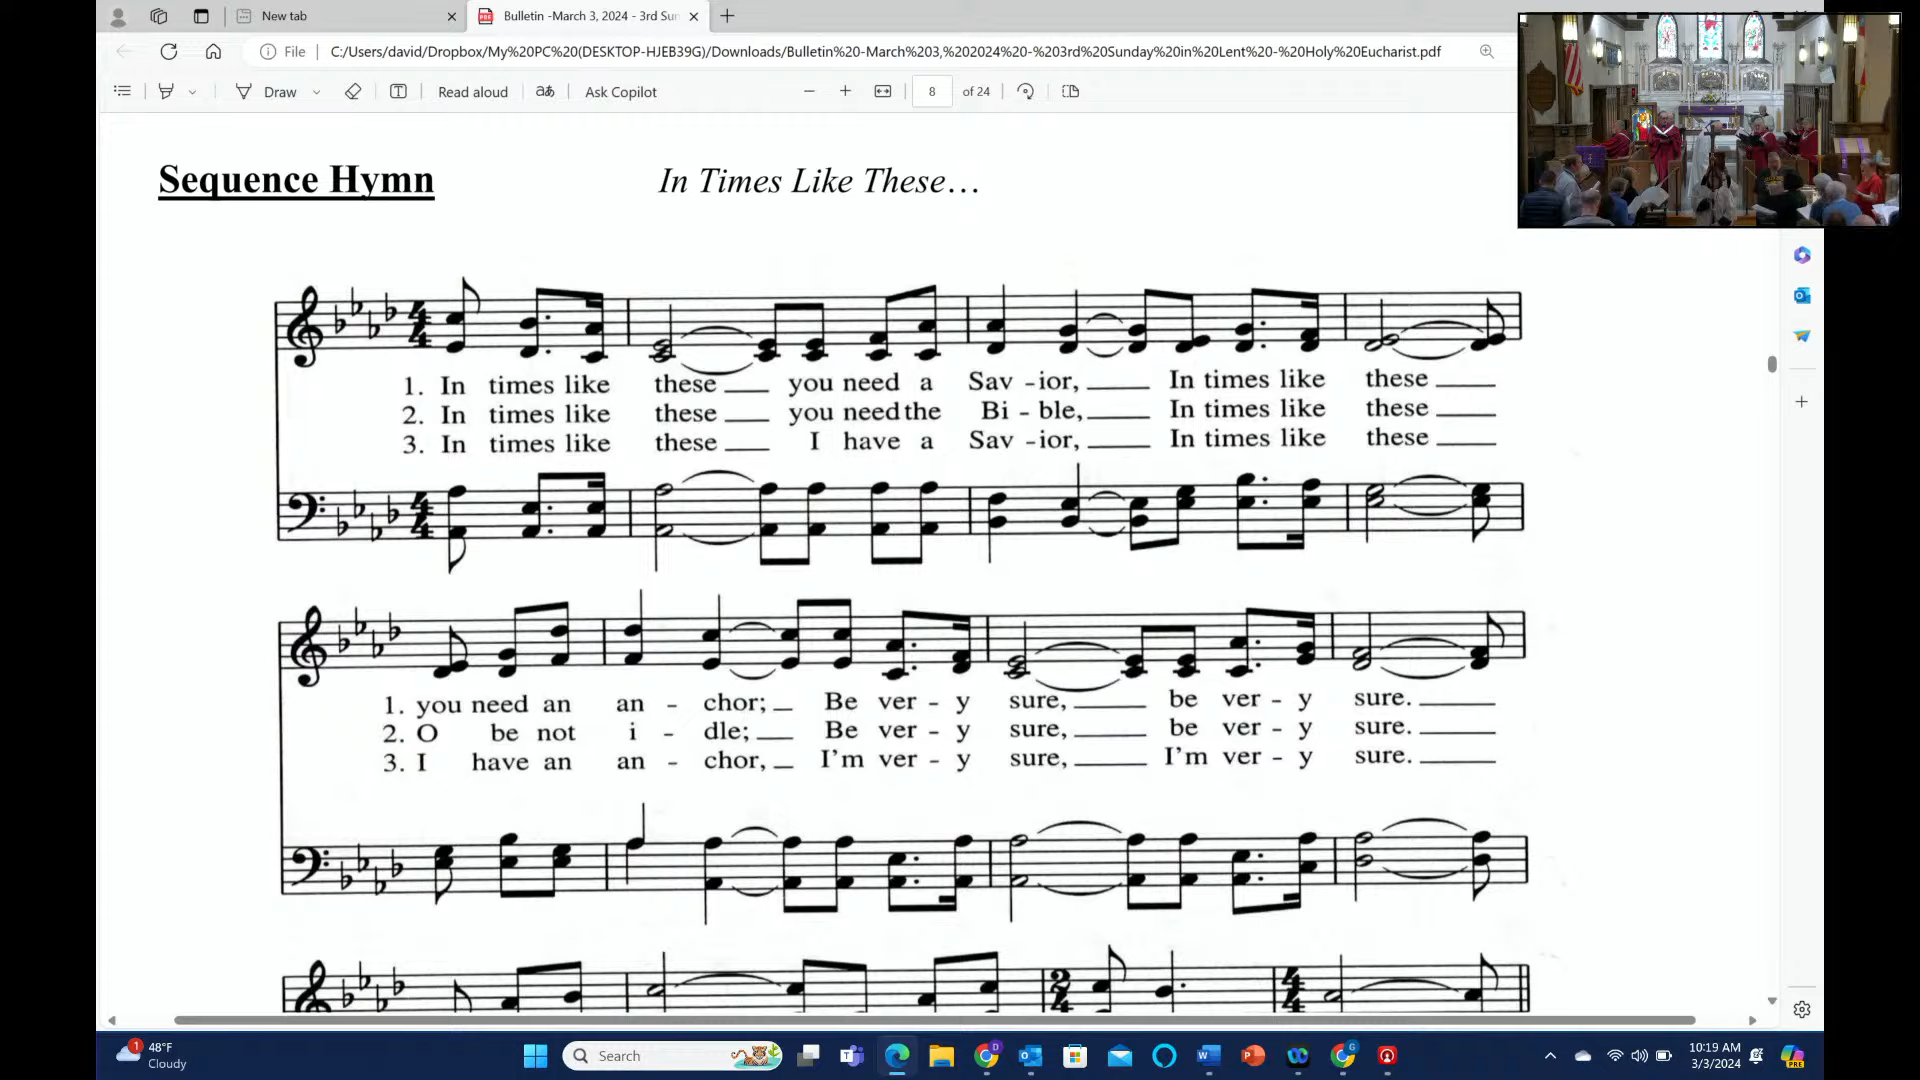 New tab
Bulletin -March 3, 2024 - 3rd Sun
File
C:/Users/david/Dropbox/My%20PC%20(DESKTOP-HJEB39G)/Downloads/Bulletin%20-March%203,%202024%20-%203rd%20Sunday%20in%20Lent%20-%20Holy%20Eucharist.pdf
Draw
Read aloud
Ask Copilot
8 of 24
Sequence Hymn
In Times Like These…
1. In times like these you need a Sav-ior, In times like these
2. In times like these you need the Bi-ble, In times like these
3. In times like these I have a Sav-ior, In times like these
1. you need an an-chor; Be ver-y sure, be ver-y sure.
2. O be not i-dle; Be ver-y sure, be ver-y sure.
3. I have an an-chor, I'm ver-y sure, I'm ver-y sure.
48°F
Cloudy
Search
10:19 AM
3/3/2024